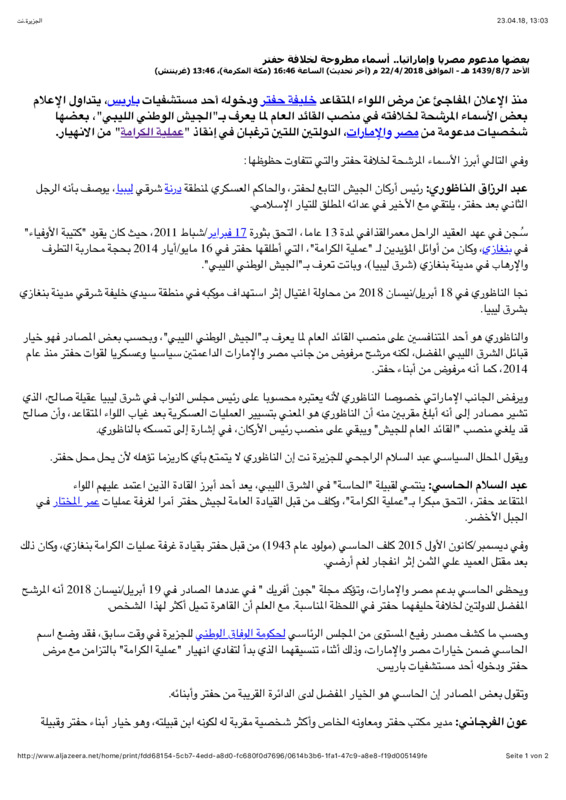 الجزيرة.نت
23.04.18, 13:03
بعضها مدعوم مصريا وإماراتيا.. أسماء مطروحة لخلافة حفتر
الأحد 1439/8/7 هـ - الموافق 22/4/2018 م (آخر تحديث) الساعة 16:46 (مكة المكرمة)، 13:46 (غرينتش)
منذ الإعلان المفاجئ عن مرض اللواء المتقاعد خليفة حفتر ودخوله أحد مستشفيات باريس، يتداول الإعلام
بعض الأسماء المرشحة لخلافته في منصب القائد العام لما يعرف بـ"الجيش الوطني الليبي"، بعضها
شخصيات مدعومة من مصر والإمارات، الدولتين اللتين ترغبان في إنقاذ "عملية الكرامة" من الانهيار.
وفي التالي أبرز الأسماء المرشحة لخلافة حفتر والتي تتفاوت حظوظها:
عبد الرزاق الناظوري: رئيس أركان الجيش التابع لحفتر، والحاكم العسكري لمنطقة درنة شرقي ليبيا، يوصف بأنه الرجل
الثاني بعد حفتر، يلتقي مع الأخير في عدائه المطلق للتيار الإسلامي.
سُجن في عهد العقيد الراحل معمر القذافي لمدة 13 عاما، التحق بثورة 17 فبراير/شباط 2011، حيث كان يقود "كتيبة الأوفياء"
في بنغازي، وكان من أوائل المؤيدين لـ "عملية الكرامة"، التي أطلقها حفتر في 16 مايو/أيار 2014 بحجة محاربة التطرف
والإرهاب في مدينة بنغازي (شرق ليبيا)، وباتت تعرف بـ"الجيش الوطني الليبي".
نجا الناظوري في 18 أبريل/نيسان 2018 من محاولة اغتيال إثر استهداف موكبه في منطقة سيدي خليفة شرقي مدينة بنغازي
بشرق ليبيا.
والناظوري هو أحد المتنافسين على منصب القائد العام لما يعرف بـ"الجيش الوطني الليبي"، وبحسب بعض المصادر فهو خيار
قبائل الشرق الليبي المفضل، لكنه مرشح مرفوض من جانب مصر والإمارات الداعمتين سياسيا وعسكريا لقوات حفتر منذ عام
2014، كما أنه مرفوض من أبناء حفتر.
ويرفض الجانب الإماراتي خصوصا الناظوري لأنه يعتبره محسوبا على رئيس مجلس النواب في شرق ليبيا عقيلة صالح، الذي
تشير مصادر إلى أنه أبلغ مقربين منه أن الناظوري هو المعني بتسيير العمليات العسكرية بعد غياب اللواء المتقاعد، وأن صالح
قد يلغي منصب "القائد العام للجيش" ويبقي على منصب رئيس الأركان، في إشارة إلى تمسكه بالناظوري.
ويقول المحلل السياسي عبد السلام الراجحي للجزيرة نت إن الناظوري لا يتمتع بأي كاريزما تؤهله لأن يحل محل حفتر.
عبد السلام الحاسي: ينتمي لقبيلة "الحاسة" في الشرق الليبي، يعد أحد أبرز القادة الذين اعتمد عليهم اللواء
المتقاعد حفتر، التحق مبكرا بـ"عملية الكرامة"، وكلف من قبل القيادة العامة لجيش حفتر آمرا لغرفة عمليات عمر المختار في
الجبل الأخضر.
وفي ديسمبر/كانون الأول 2015 كلف الحاسي (مولود عام 1943) من قبل حفتر بقيادة غرفة عمليات الكرامة بنغازي، وكان ذلك
بعد مقتل العميد علي الثمن إثر انفجار لغم أرضي.
ويحظى الحاسي بدعم مصر والإمارات، وتؤكد مجلة "جون أفريك " في عددها الصادر في 19 أبريل/نيسان 2018 أنه المرشح
المفضل للدولتين لخلافة حليفهما حفتر في اللحظة المناسبة. مع العلم أن القاهرة تميل أكثر لهذا الشخص.
وحسب ما كشف مصدر رفيع المستوى من المجلس الرئاسي لحكومة الوفاق الوطني للجزيرة في وقت سابق، فقد وضع اسم
الحاسي ضمن خيارات مصر والإمارات، وذلك أثناء تنسيقهما الذي بدأ لتفادي انهيار "عملية الكرامة" بالتزامن مع مرض
حفتر ودخوله أحد مستشفيات باريس.
وتقول بعض المصادر إن الحاسي هو الخيار المفضل لدى الدائرة القريبة من حفتر وأبنائه.
عون الفرجاني: مدير مكتب حفتر ومعاونه الخاص وأكثر شخصية مقربة له لكونه ابن قبيلته، وهو خيار أبناء حفتر وقبيلة
http://www.aljazeera.net/home/print/fdd68154-5cb7-4edd-a8d0-fc680f0d7696/0614b3b6-1fa1-47c9-a8e8-f19d005149fe
Seite 1 von 2